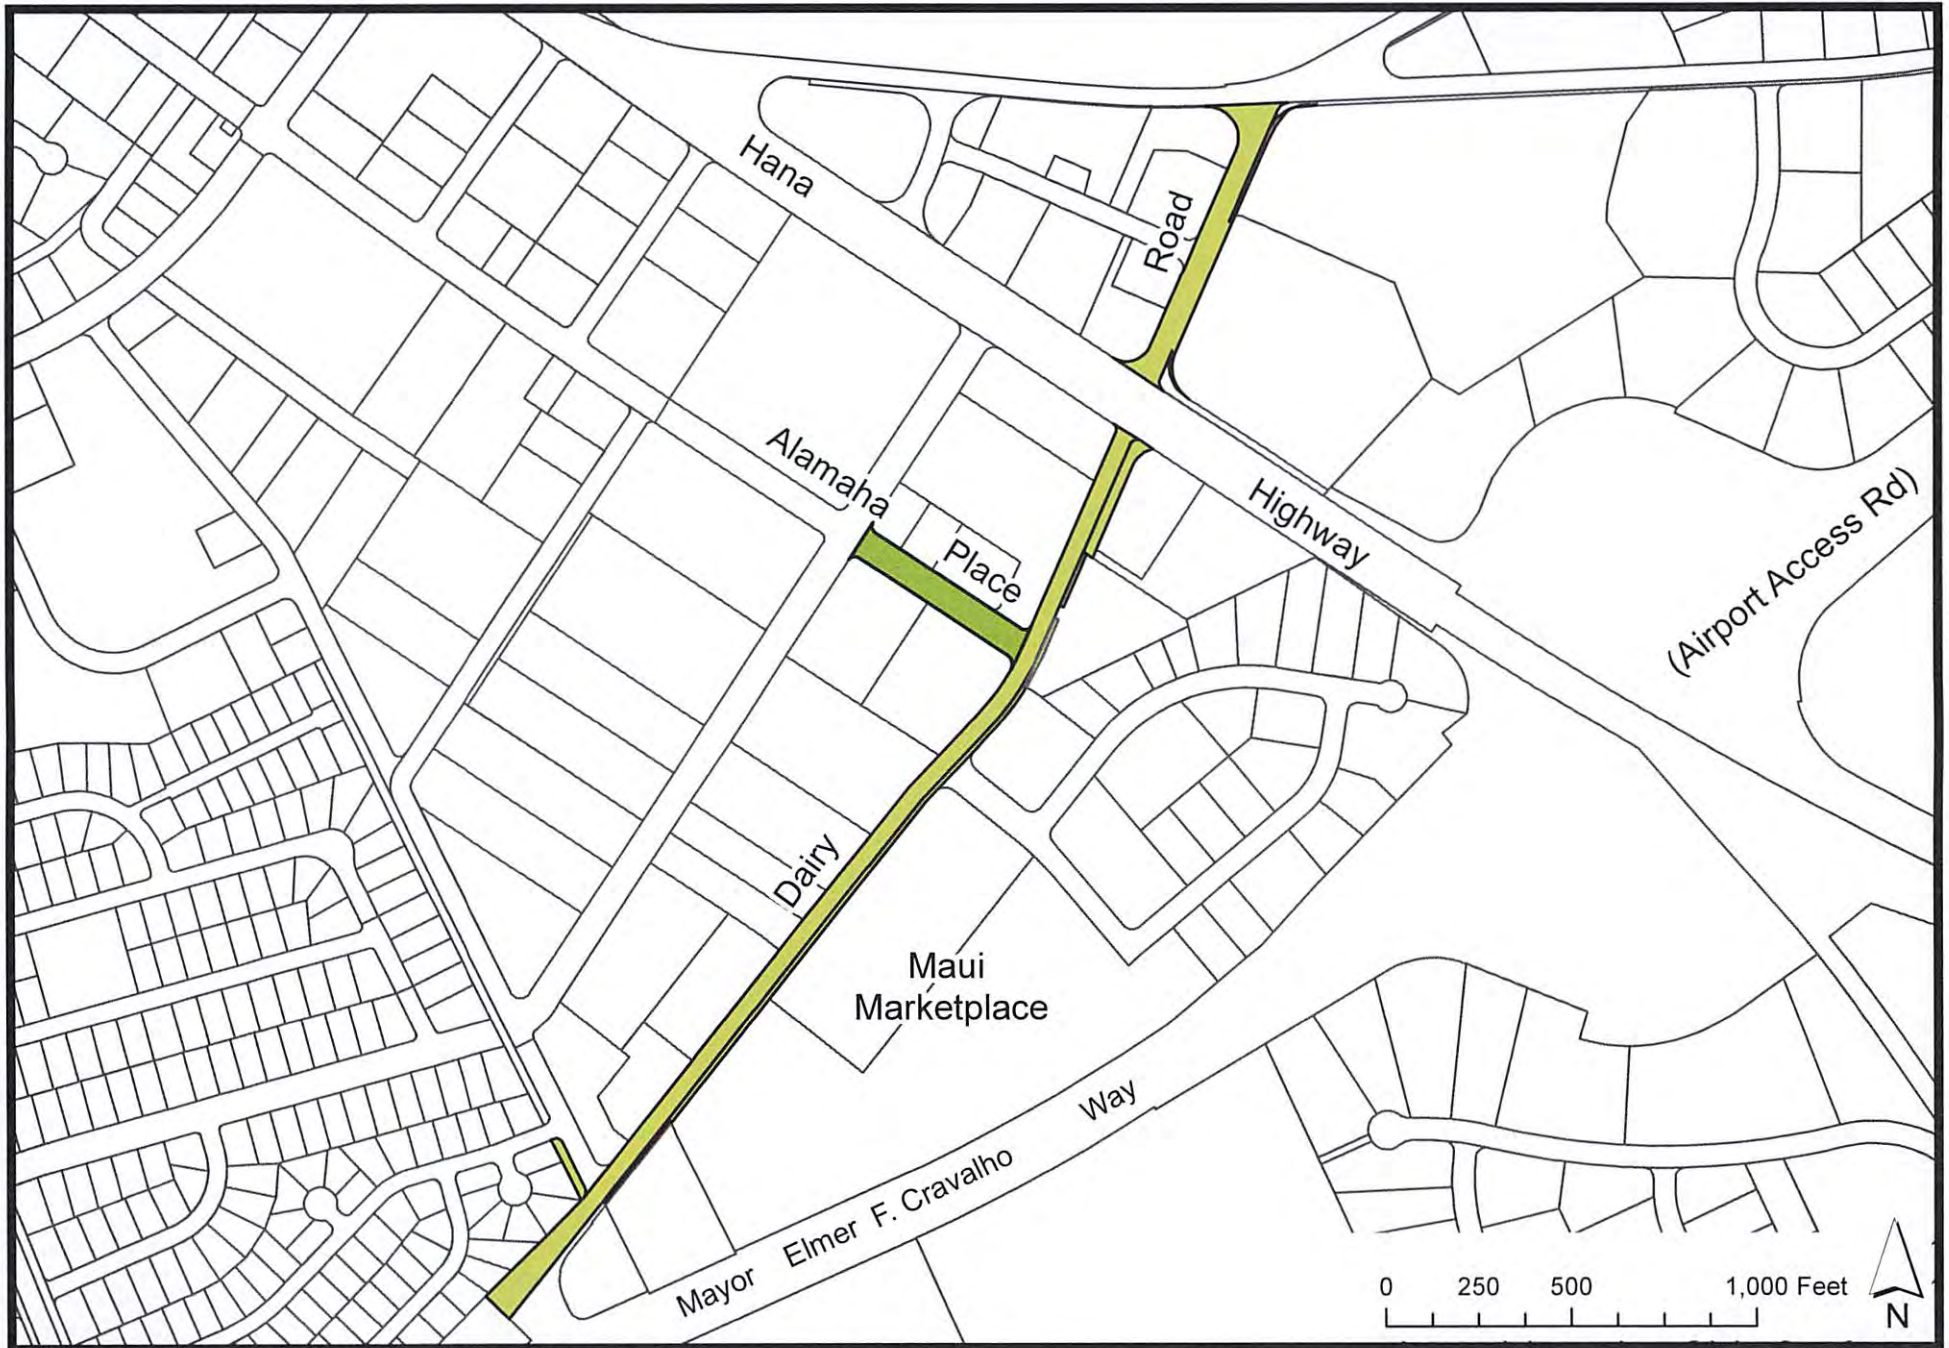 Hana
Road
Alamaha
Place
Highway
(Airport Access Rd)
Dairy
Maui
Marketplace
Mayor Elmer F. Cravalho Way
0 250 500 1,000 Feet
N